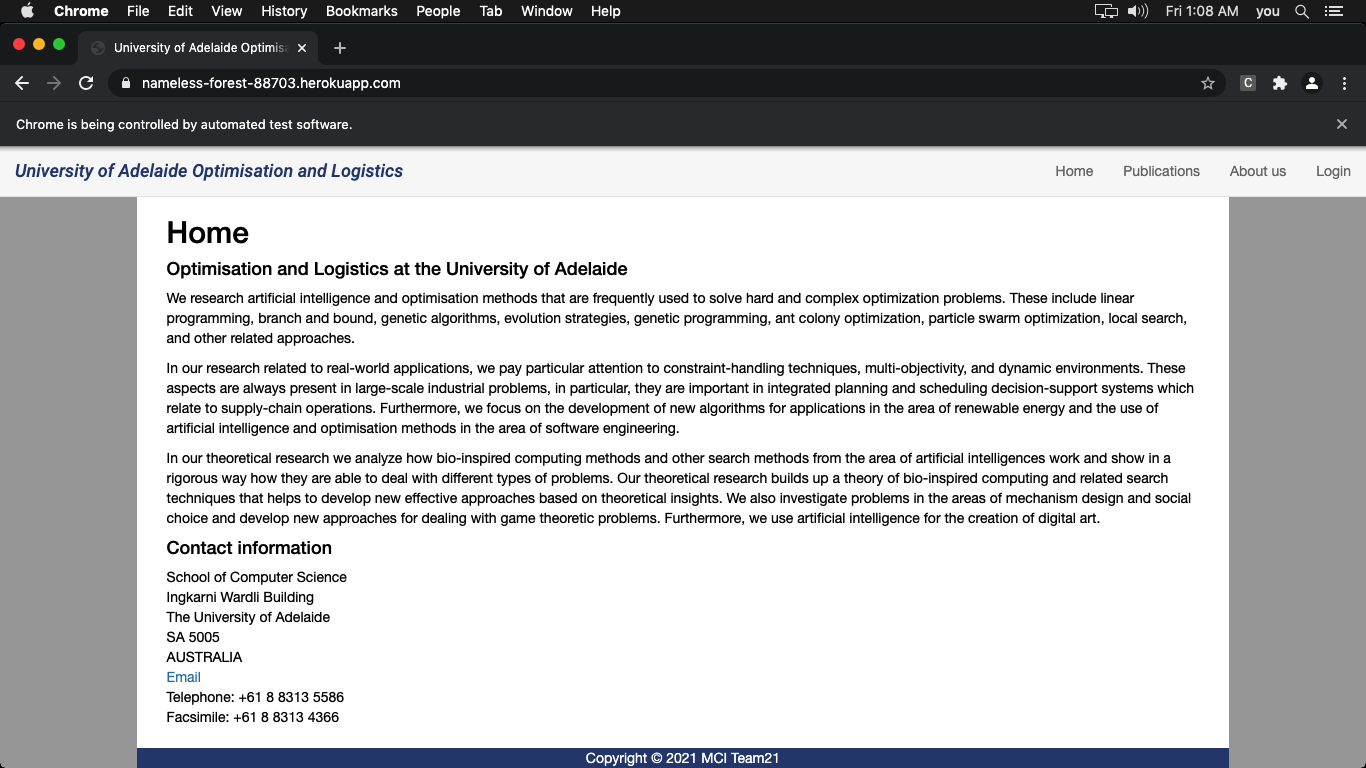 Chrome File Edit View History Bookmarks People Tab Window Help Fri 1:08 AM you
University of Adelaide Optimis
nameless-forest-88703.herokuapp.com C
Chrome is being controlled by automated test software.
University of Adelaide Optimisation and Logistics Home Publications About us Login
Home
Optimisation and Logistics at the University of Adelaide
We research artificial intelligence and optimisation methods that are frequently used to solve hard and complex optimization problems. These include linear
programming, branch and bound, genetic algorithms, evolution strategies, genetic programming, ant colony optimization, particle swarm optimization, local search,
and other related approaches.
In our research related to real-world applications, we pay particular attention to constraint-handling techniques, multi-objectivity, and dynamic environments. These
aspects are always present in large-scale industrial problems, in particular, they are important in integrated planning and scheduling decision-support systems which
relate to supply-chain operations. Furthermore, we focus on the development of new algorithms for applications in the area of renewable energy and the use of
artificial intelligence and optimisation methods in the area of software engineering.
In our theoretical research we analyze how bio-inspired computing methods and other search methods from the area of artificial intelligences work and show in a
rigorous way how they are able to deal with different types of problems. Our theoretical research builds up a theory of bio-inspired computing and related search
techniques that helps to develop new effective approaches based on theoretical insights. We also investigate problems in the areas of mechanism design and social
choice and develop new approaches for dealing with game theoretic problems. Furthermore, we use artificial intelligence for the creation of digital art.
Contact information
School of Computer Science
Ingkarni Wardli Building
The University of Adelaide
SA 5005
AUSTRALIA
Email
Telephone: +61 8 8313 5586
Facsimile: +61 8 8313 4366
Copyright © 2021 MCI Team21